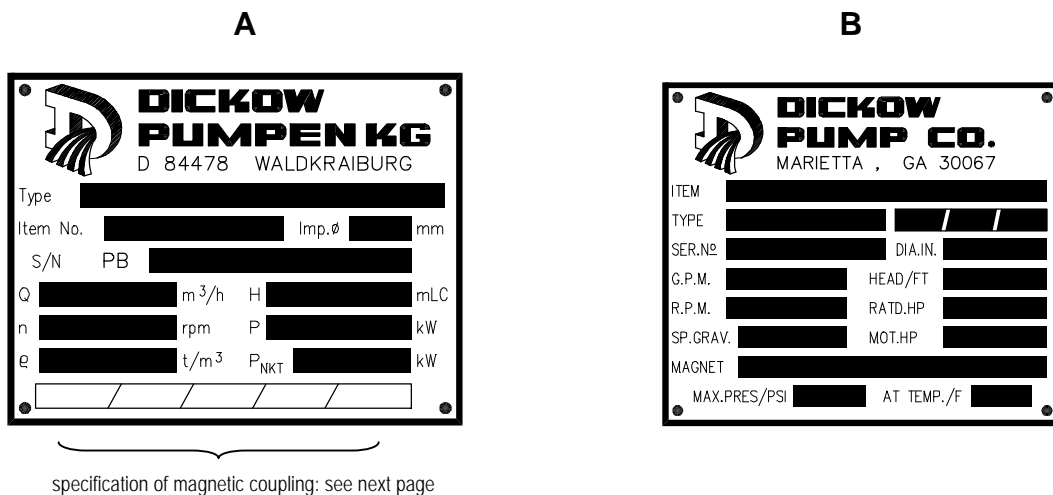 A
DICKOW
PUMPEN KG
D 84478 WALDKRAIBURG
Type
Item No. Imp.ø mm
S/N PB
Q m³/h H mLC
n rpm P kW
ϱ t/m³ PNKT kW
/ / / /
specification of magnetic coupling: see next page
B
DICKOW
PUMP CO.
MARIETTA , GA 30067
ITEM
TYPE / /
SER.Nº DIA.IN.
G.P.M. HEAD/FT
R.P.M. RATD.HP
SP.GRAV. MOT.HP
MAGNET
MAX.PRES/PSI AT TEMP./F